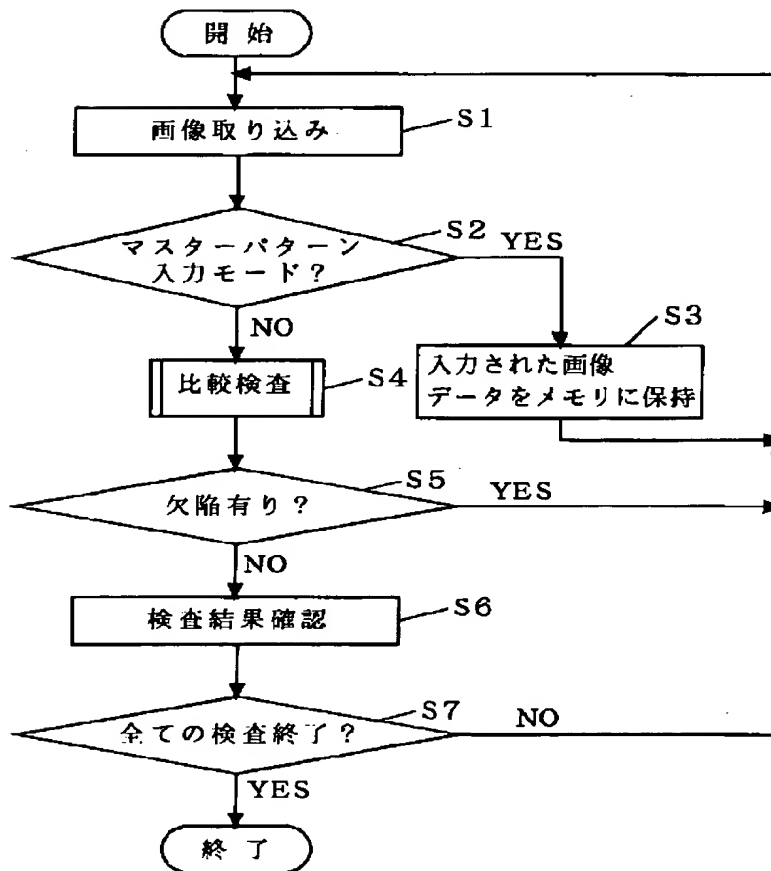 開始
画像取り込み
S1
マスターパターン
入力モード?
S2
YES
NO
S3
入力された画像
データをメモリに保持
比較検査
S4
欠陥有り?
S5
YES
NO
検査結果確認
S6
全ての検査終了?
S7
NO
YES
終了